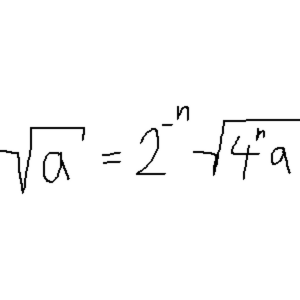 √a = 2⁻ⁿ √(4ⁿa)